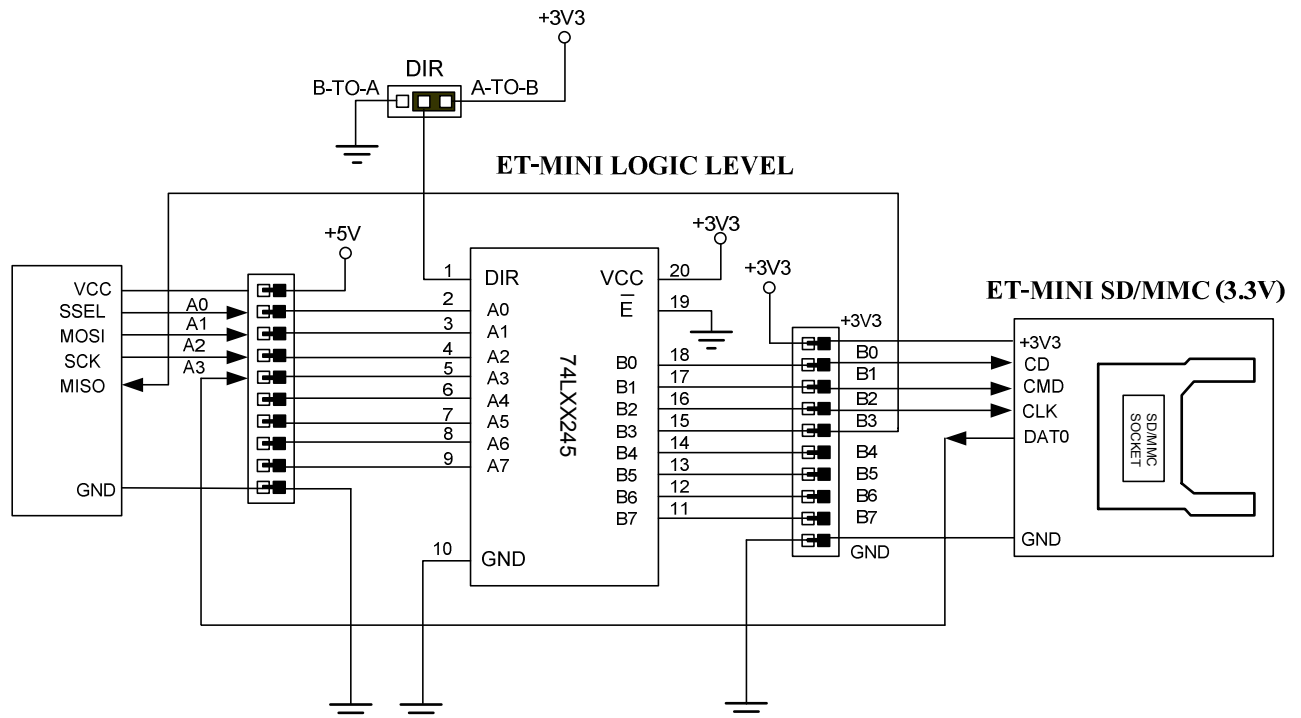 +3V3
DIR
B-TO-A
A-TO-B
ET-MINI LOGIC LEVEL
+5V
+3V3
+3V3
VCC
SSEL
MOSI
SCK
MISO
GND
A0
A1
A2
A3
1
2
3
4
5
6
7
8
9
10
DIR
A0
A1
A2
A3
A4
A5
A6
A7
GND
74LXX245
VCC
E
B0
B1
B2
B3
B4
B5
B6
B7
20
19
18
17
16
15
14
13
12
11
+3V3
B0
B1
B2
B3
B4
B5
B6
B7
GND
ET-MINI SD/MMC (3.3V)
+3V3
CD
CMD
CLK
DAT0
GND
SD/MMC
SOCKET